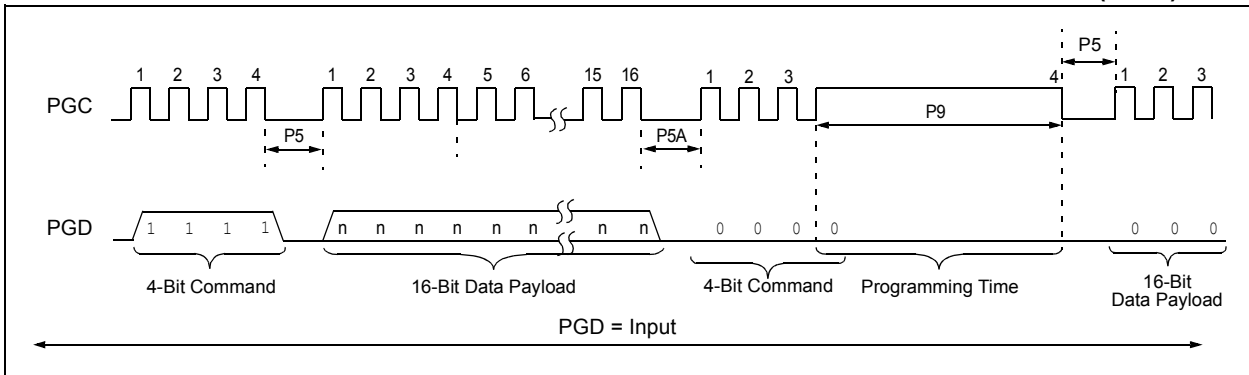 P5
1 2 3 4 1 2 3 4 5 6 15 16 1 2 3 4 1 2 3
PGC
P5 P5A P9
PGD 1 1 1 1 n n n n n n n n 0 0 0 0 0 0 0
4-Bit Command 16-Bit Data Payload 4-Bit Command Programming Time 16-Bit
Data Payload
PGD = Input